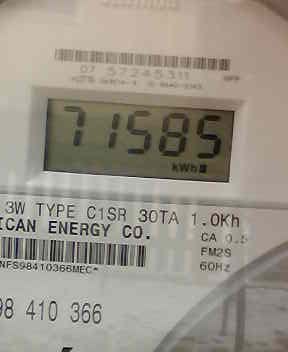 07 57245311
71585
kWh
3W TYPE C1SR 30TA 1.0Kh
ICAN ENERGY CO.
CA 0.5
FM2S
NFS98410366MEC*
60Hz
98 410 366